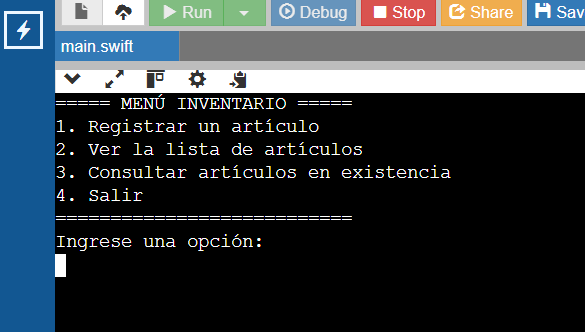 Run
Debug
Stop
Share
main.swift
===== MENÚ INVENTARIO =====
1. Registrar un artículo
2. Ver la lista de artículos
3. Consultar artículos en existencia
4. Salir
===========================
Ingrese una opción: